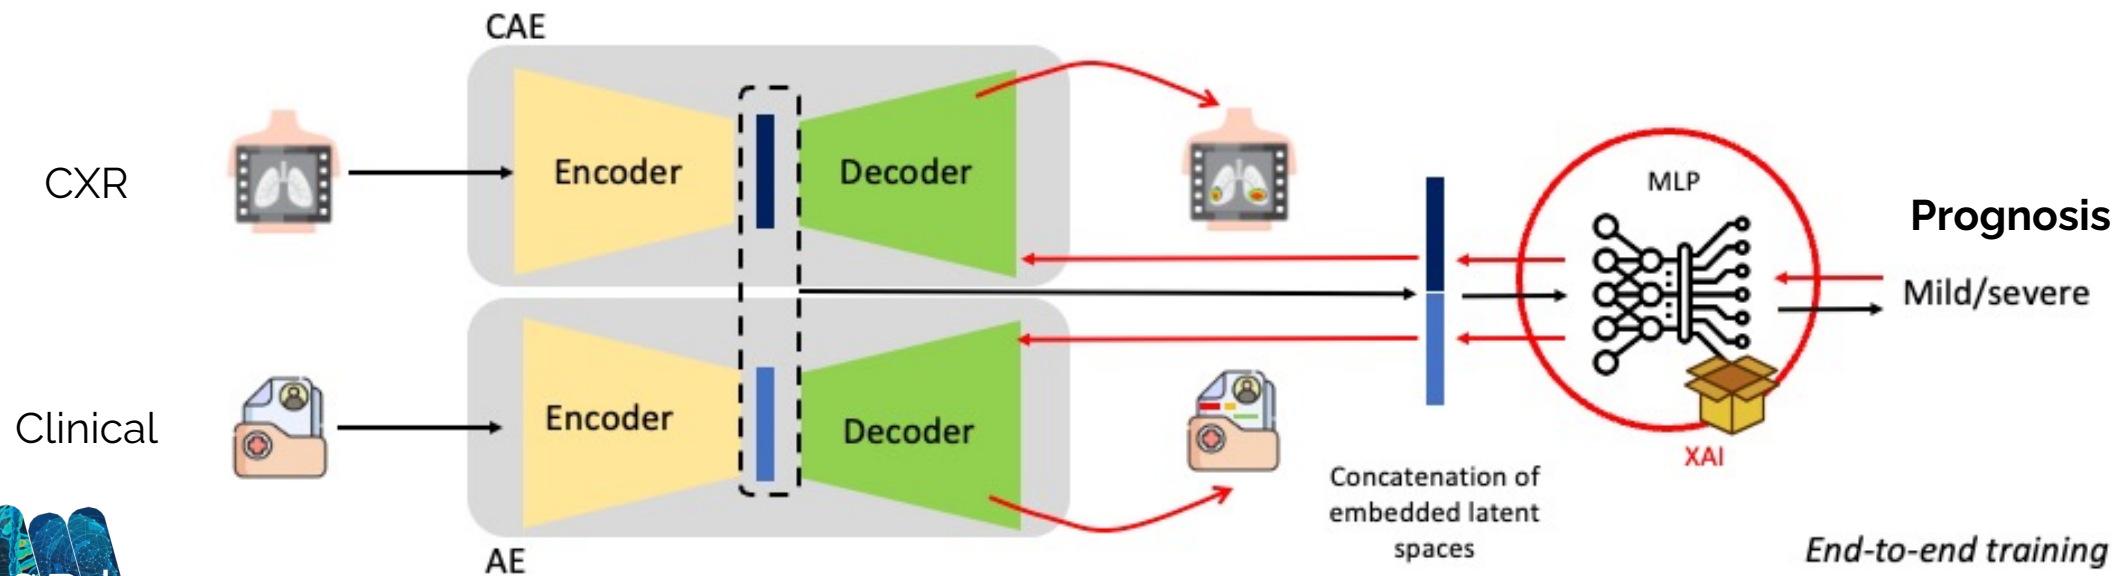 CAE
CXR
Encoder
Decoder
MLP
Prognosis
Mild/severe
Clinical
Encoder
Decoder
XAI
Concatenation of
embedded latent
spaces
AE
End-to-end training